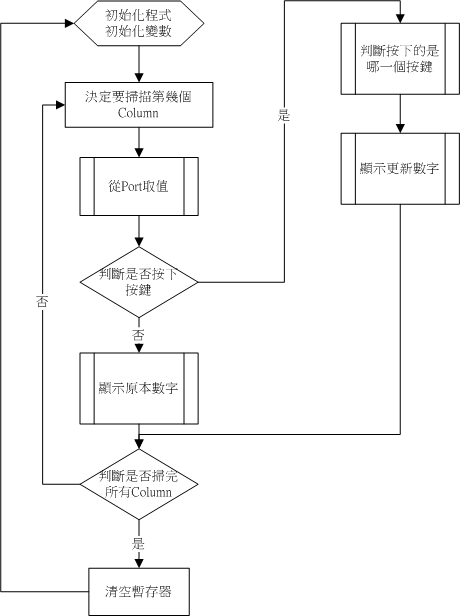 初始化程式
初始化變數
決定要掃描第幾個
Column
從Port取值
判斷是否按下
按鍵
是
判斷按下的是
哪一個按鍵
顯示更新數字
否
顯示原本數字
否
判斷是否掃完
所有Column
是
清空暫存器